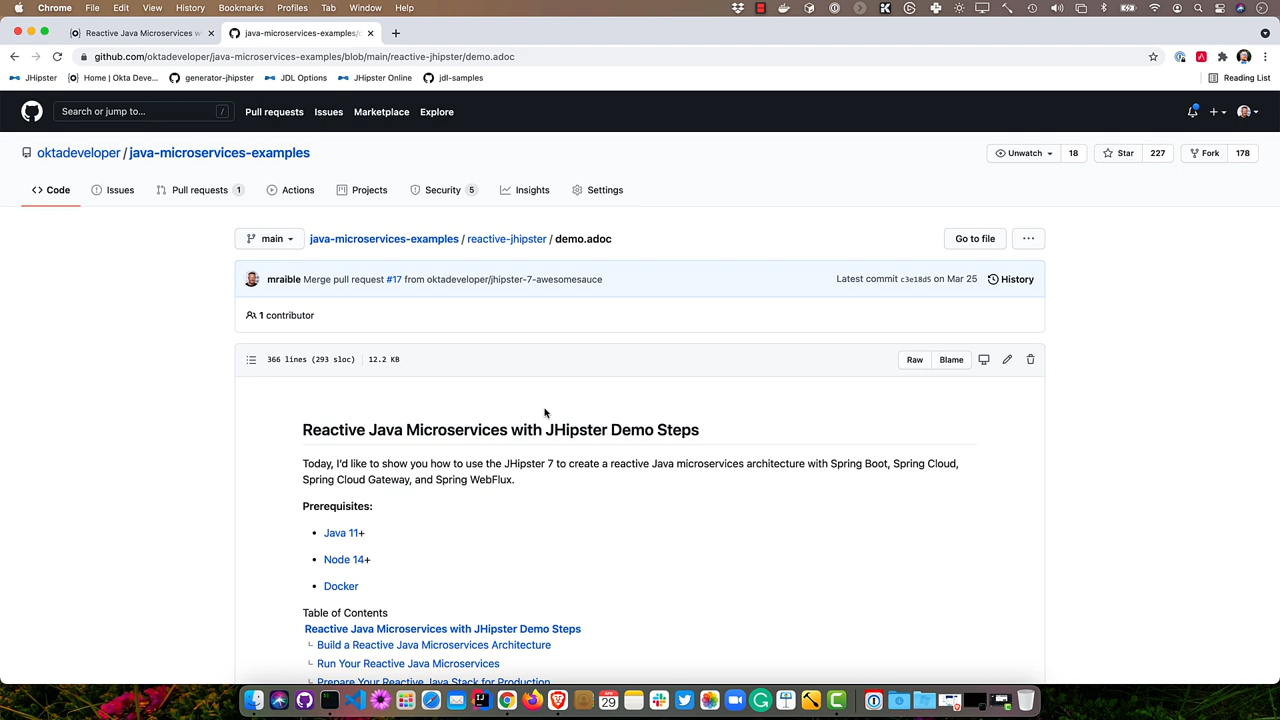 Chrome File Edit View History Bookmarks Profiles Tab Window Help
Reactive Java Microservices w
java-microservices-examples/
github.com/oktadeveloper/java-microservices-examples/blob/main/reactive-jhipster/demo.adoc
JHipster Home | Okta Deve... generator-jhipster JDL Options JHipster Online jdl-samples Reading List
Search or jump to... / Pull requests Issues Marketplace Explore
oktadeveloper / java-microservices-examples Unwatch 18 Star 227 Fork 178
<> Code Issues Pull requests 1 Actions Projects Security 5 Insights Settings
main java-microservices-examples / reactive-jhipster / demo.adoc Go to file ...
mraible Merge pull request #17 from oktadeveloper/jhipster-7-awesomesauce Latest commit c3e18d5 on Mar 25 History
1 contributor
366 lines (293 sloc) 12.2 KB Raw Blame
Reactive Java Microservices with JHipster Demo Steps
Today, I'd like to show you how to use the JHipster 7 to create a reactive Java microservices architecture with Spring Boot, Spring Cloud,
Spring Cloud Gateway, and Spring WebFlux.
Prerequisites:
• Java 11+
• Node 14+
• Docker
Table of Contents
Reactive Java Microservices with JHipster Demo Steps
Build a Reactive Java Microservices Architecture
Run Your Reactive Java Microservices
Prepare Your Reactive Java Stack for Production
APR
29